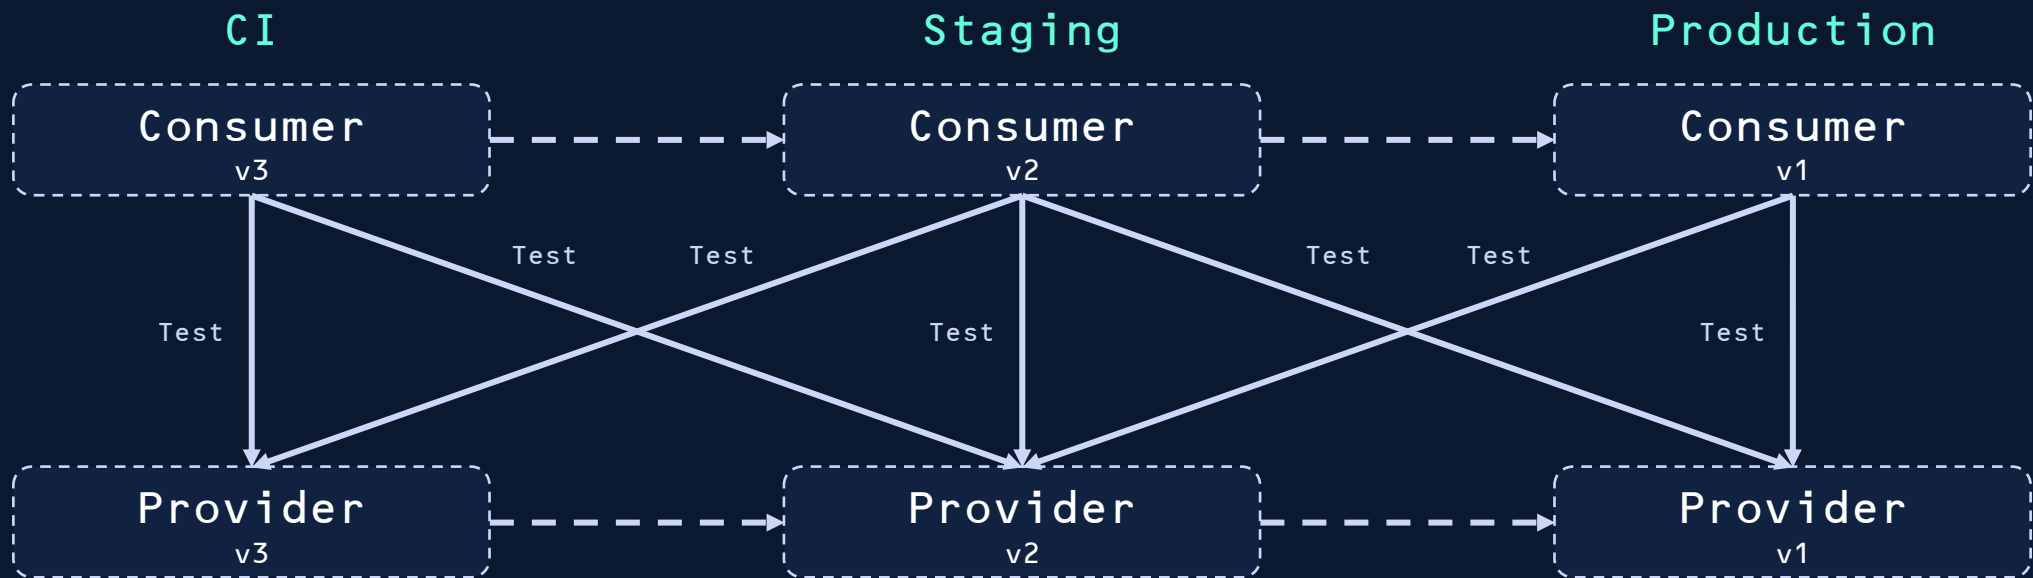 CI
Staging
Production
Consumer
v3
Consumer
v2
Consumer
v1
Test
Test
Test
Test
Test
Test
Test
Provider
v3
Provider
v2
Provider
v1